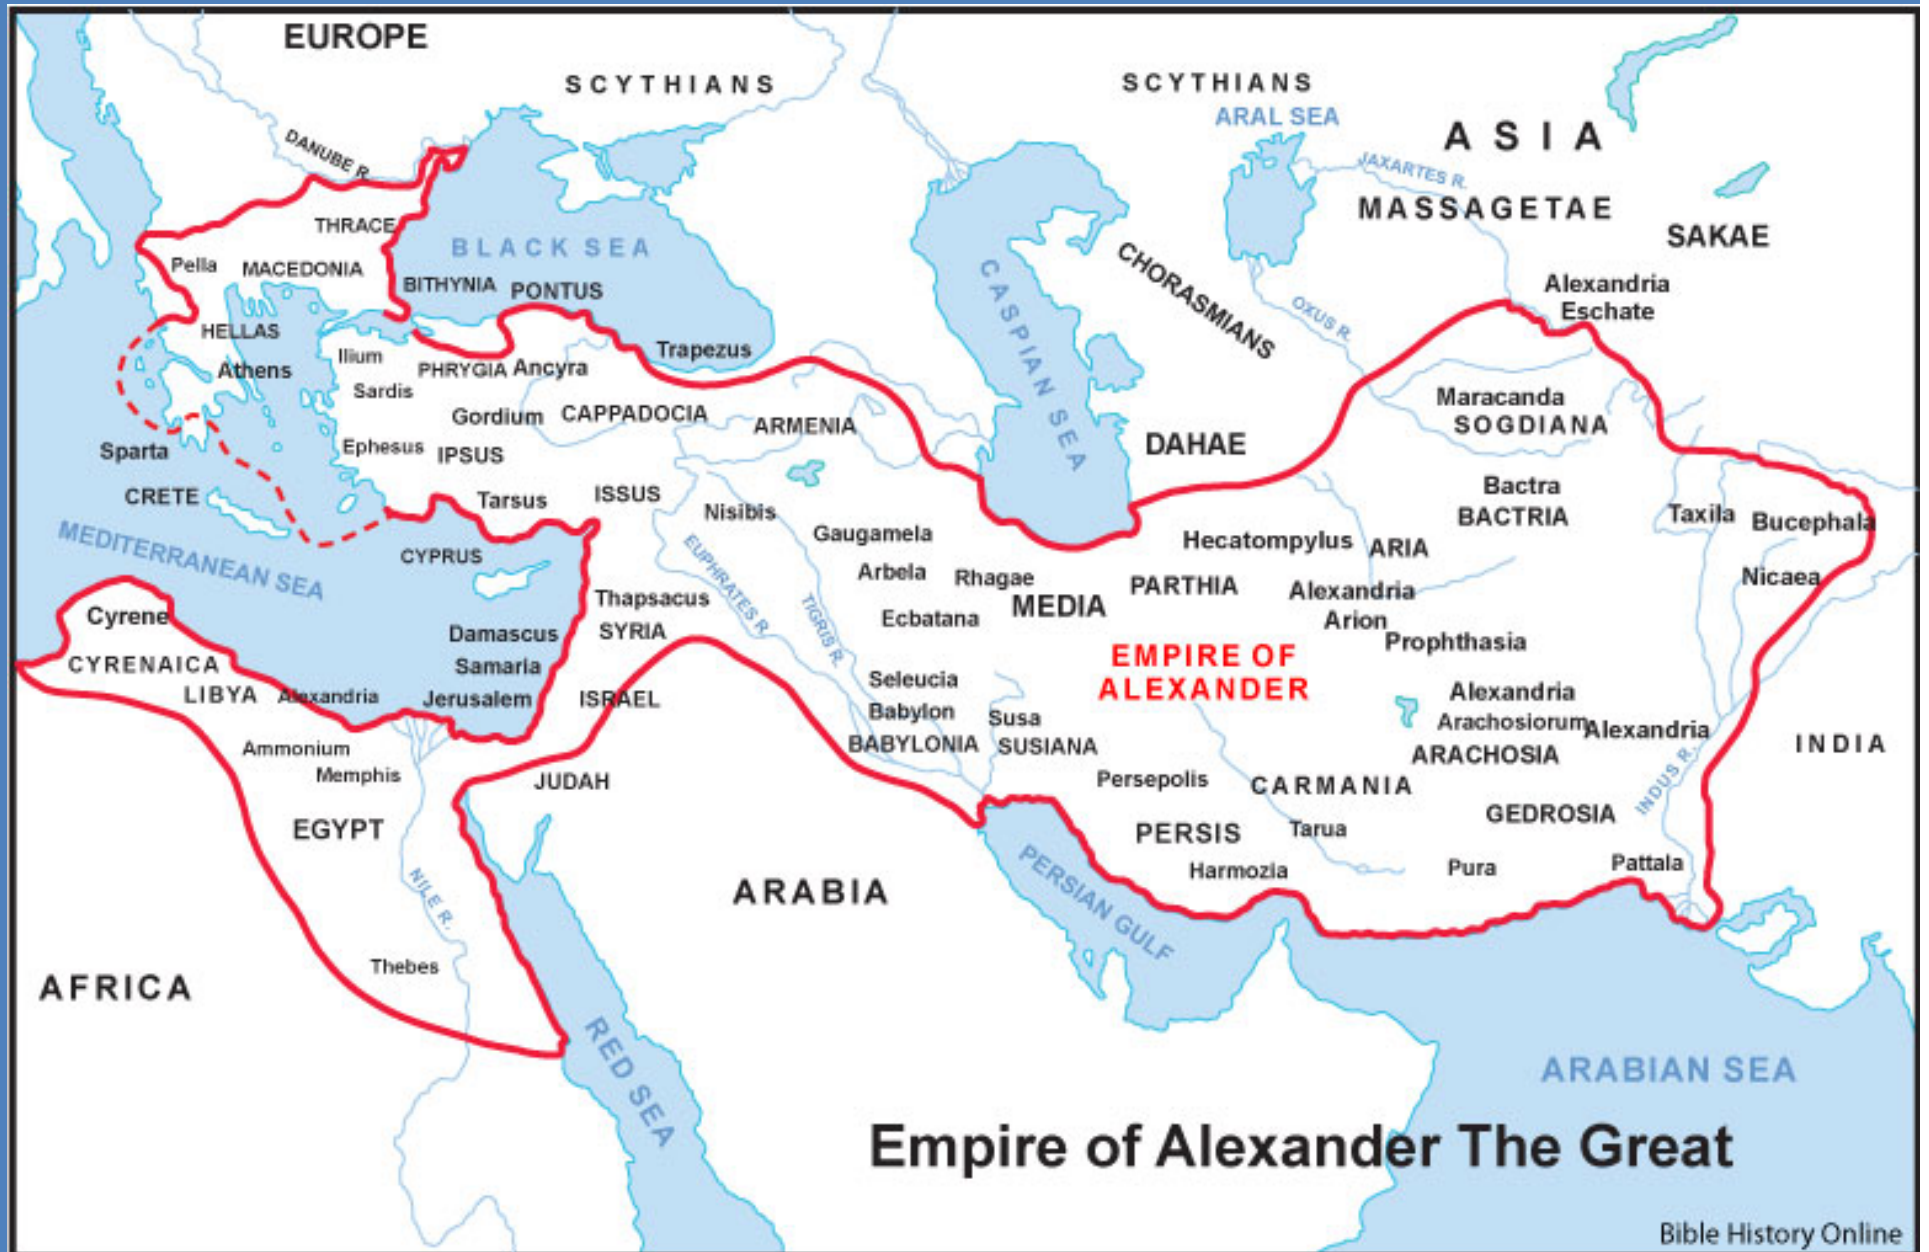 EUROPE
SCYTHIANS
SCYTHIANS
ARAL SEA
ASIA
DANUBE R.
JAXARTES R.
MASSAGETAE
SAKAE
THRACE
BLACK SEA
CASPIAN SEA
CHORASMIANS
Pella
MACEDONIA
BITHYNIA
PONTUS
OXUS R.
Alexandria
Eschate
HELLAS
Athens
Ilium
Sardis
PHRYGIA
Ancyra
Trapezus
Gordium
CAPPADOCIA
ARMENIA
Maracanda
SOGDIANA
Sparta
Ephesus
IPSUS
DAHAE
CRETE
Tarsus
ISSUS
Nisibis
Bactra
BACTRIA
Taxila
Bucephala
MEDITERRANEAN SEA
CYPRUS
EUPHRATES R.
TIGRIS R.
Gaugamela
Arbela
Rhagae
Ecbatana
MEDIA
Hecatompylus
ARIA
PARTHIA
Alexandria
Arion
Nicaea
Prophthasia
Cyrene
CYRENAICA
LIBYA
Alexandria
Damascus
Samaria
Jerusalem
Thapsacus
SYRIA
ISRAEL
EMPIRE OF
ALEXANDER
Seleucia
Babylon
BABYLONIA
Susa
SUSIANA
Alexandria
Arachosiorum
ARACHOSIA
Alexandria
INDUS R.
INDIA
Ammonium
Memphis
JUDAH
Persepolis
CARMANIA
GEDROSIA
EGYPT
PERSIS
Tarua
Harmozia
Pura
Pattala
NILE R.
ARABIA
PERSIAN GULF
AFRICA
Thebes
RED SEA
ARABIAN SEA
Empire of Alexander The Great
Bible History Online